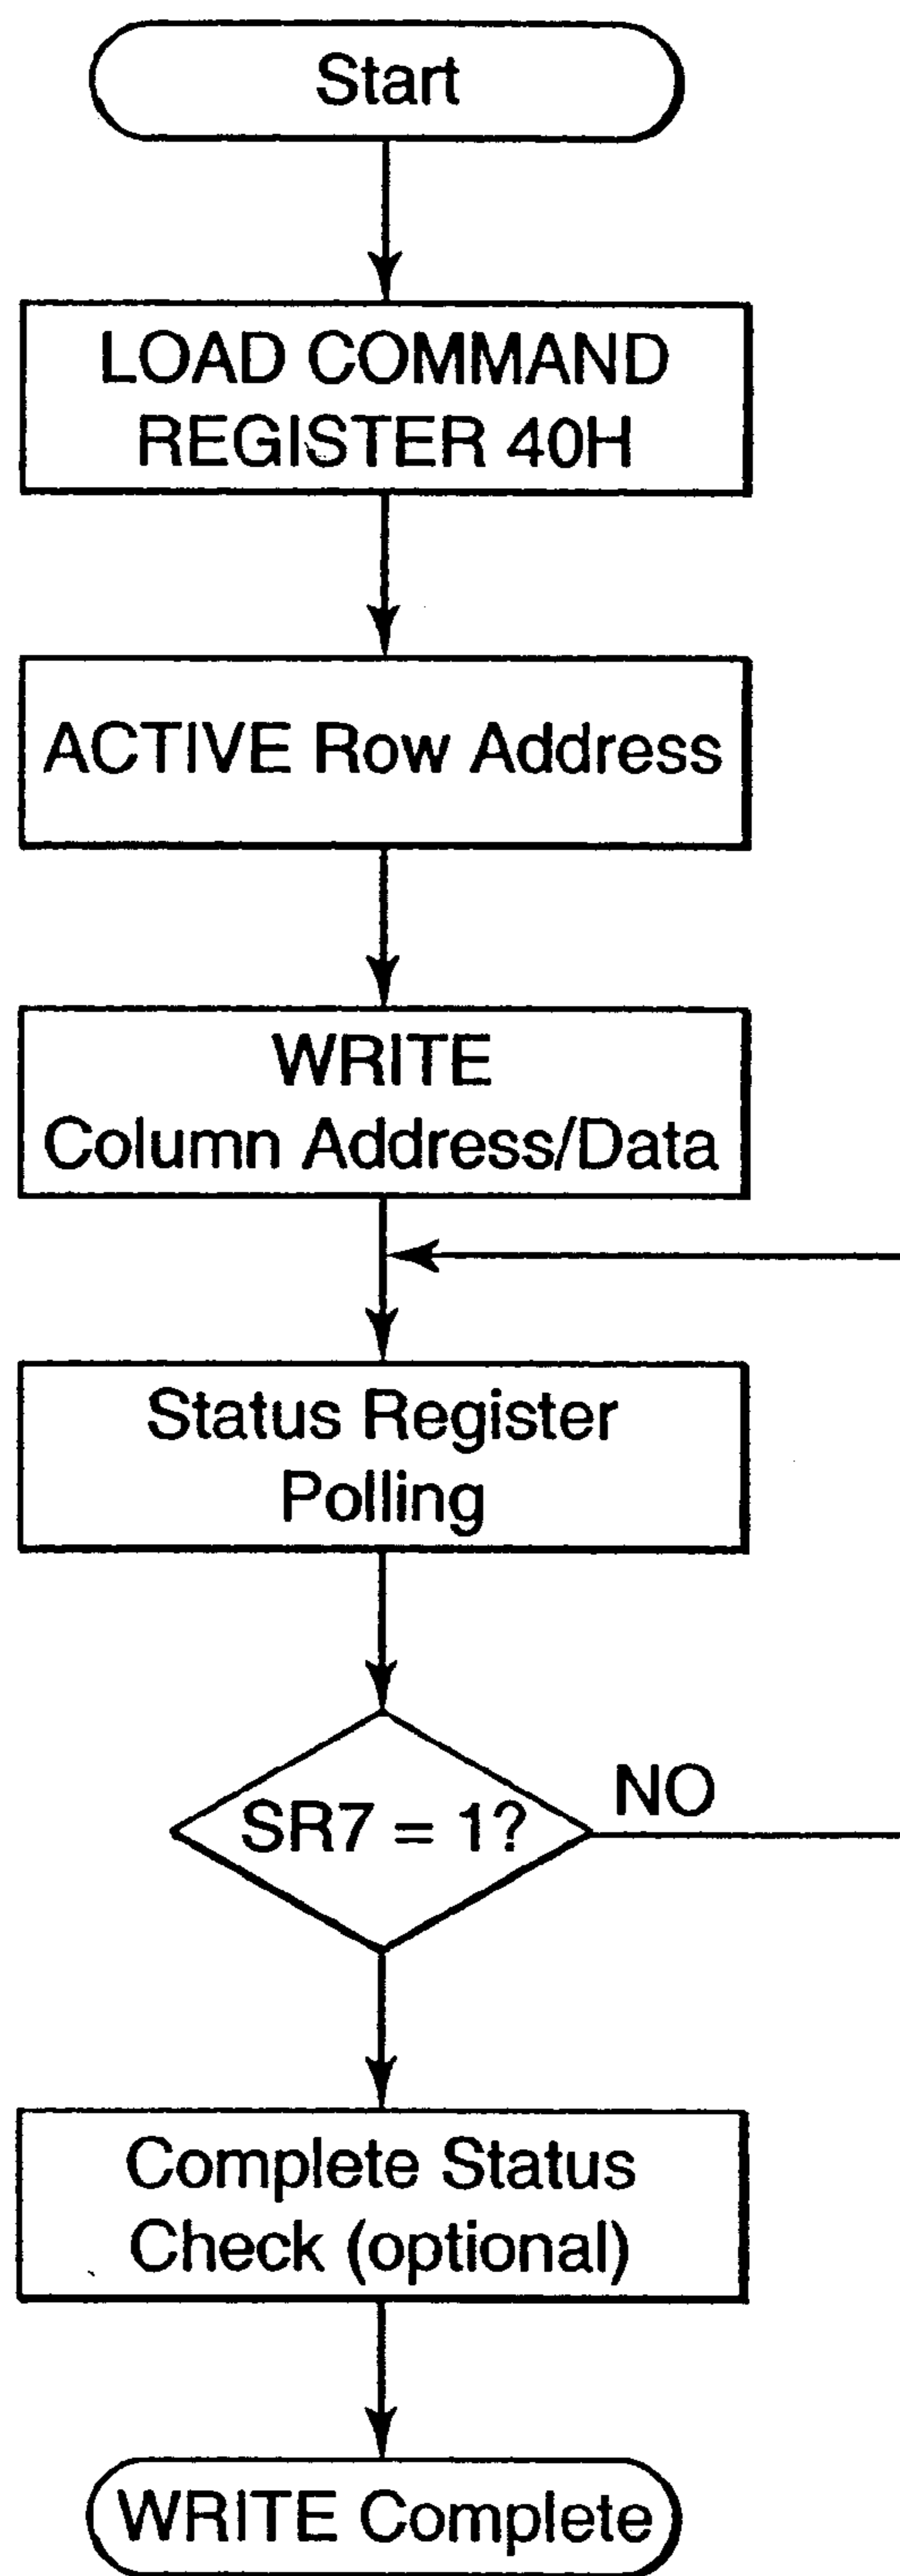 Start
LOAD COMMAND
REGISTER 40H
ACTIVE Row Address
WRITE
Column Address/Data
Status Register
Polling
SR7 = 1?
NO
Complete Status
Check (optional)
WRITE Complete